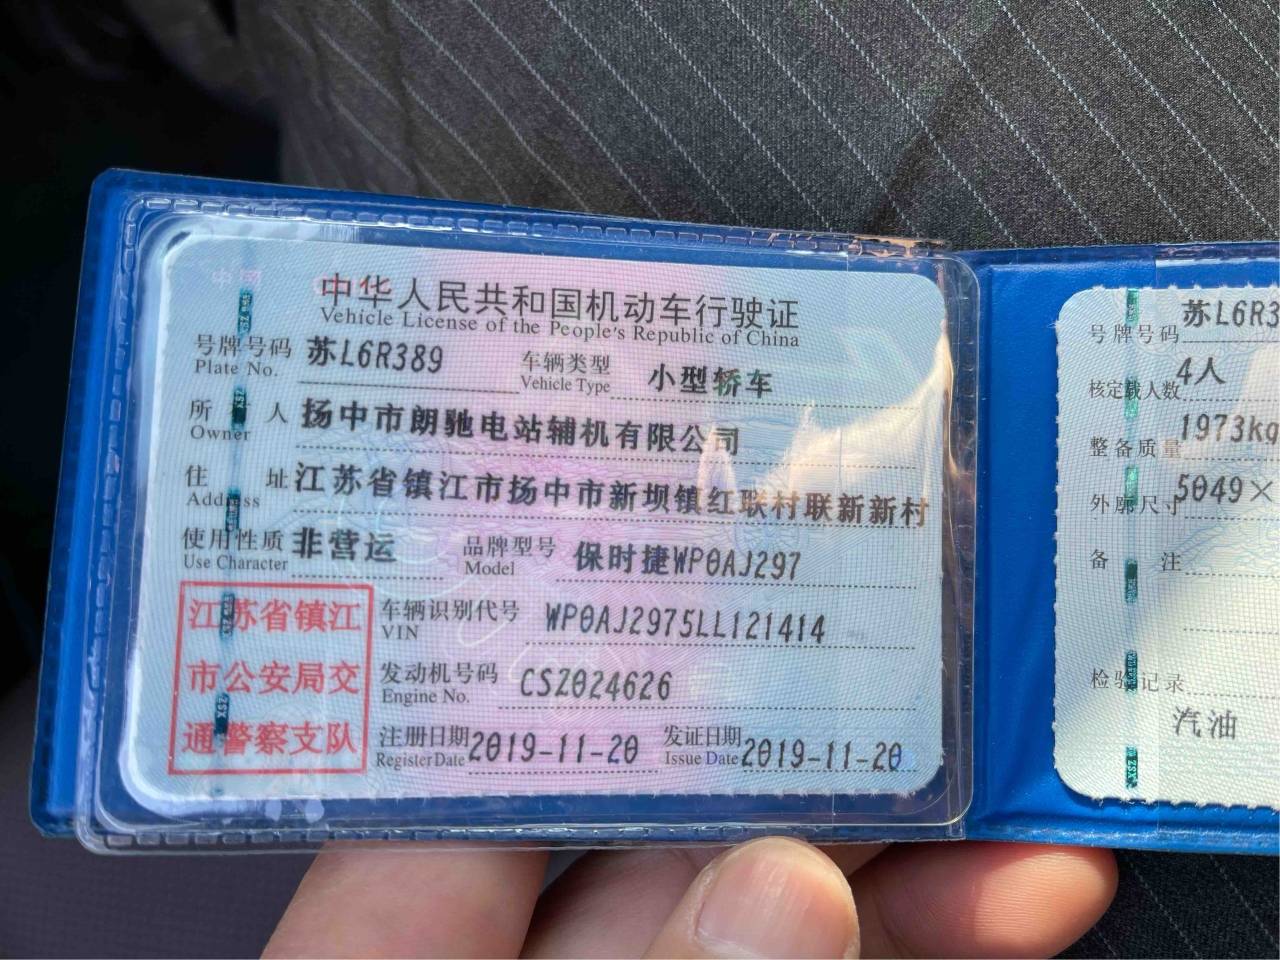 中华人民共和国机动车行驶证
Vehicle License of the People's Republic of China
号牌号码 苏L6R389 车辆类型 小型轿车
Plate No. Vehicle Type
所 人 扬中市朗驰电站辅机有限公司
Owner
住 址 江苏省镇江市扬中市新坝镇红联村联新新村
Address
使用性质 非营运 品牌型号 保时捷WP0AJ297
Use Character Model
江苏省镇江
市公安局交
通警察支队
车辆识别代号 WP0AJ2975LL121414
VIN
发动机号码 CSZ024626
Engine No.
注册日期 2019-11-20 发证日期 2019-11-20
Register Date Issue Date
号牌号码 苏L6R3
核定载人数 4人
整备质量 1973kg
外廓尺寸 5049×
备 注
检验记录
汽油